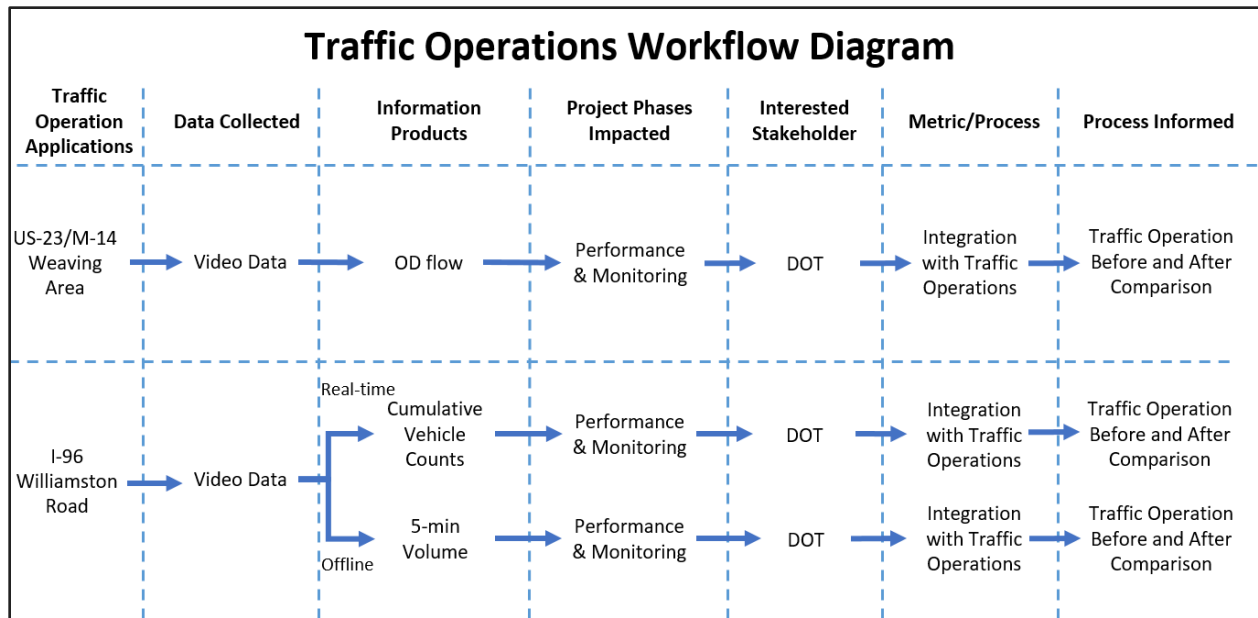 Traffic Operations Workflow Diagram
Traffic
Operation
Applications
Data Collected
Information
Products
Project Phases
Impacted
Interested
Stakeholder
Metric/Process
Process Informed
US-23/M-14
Weaving
Area
Video Data
OD flow
Performance
& Monitoring
DOT
Integration
with Traffic
Operations
Traffic Operation
Before and After
Comparison
I-96
Williamston
Road
Video Data
Real-time
Cumulative
Vehicle
Counts
Performance
& Monitoring
DOT
Integration
with Traffic
Operations
Traffic Operation
Before and After
Comparison
Offline
5-min
Volume
Performance
& Monitoring
DOT
Integration
with Traffic
Operations
Traffic Operation
Before and After
Comparison